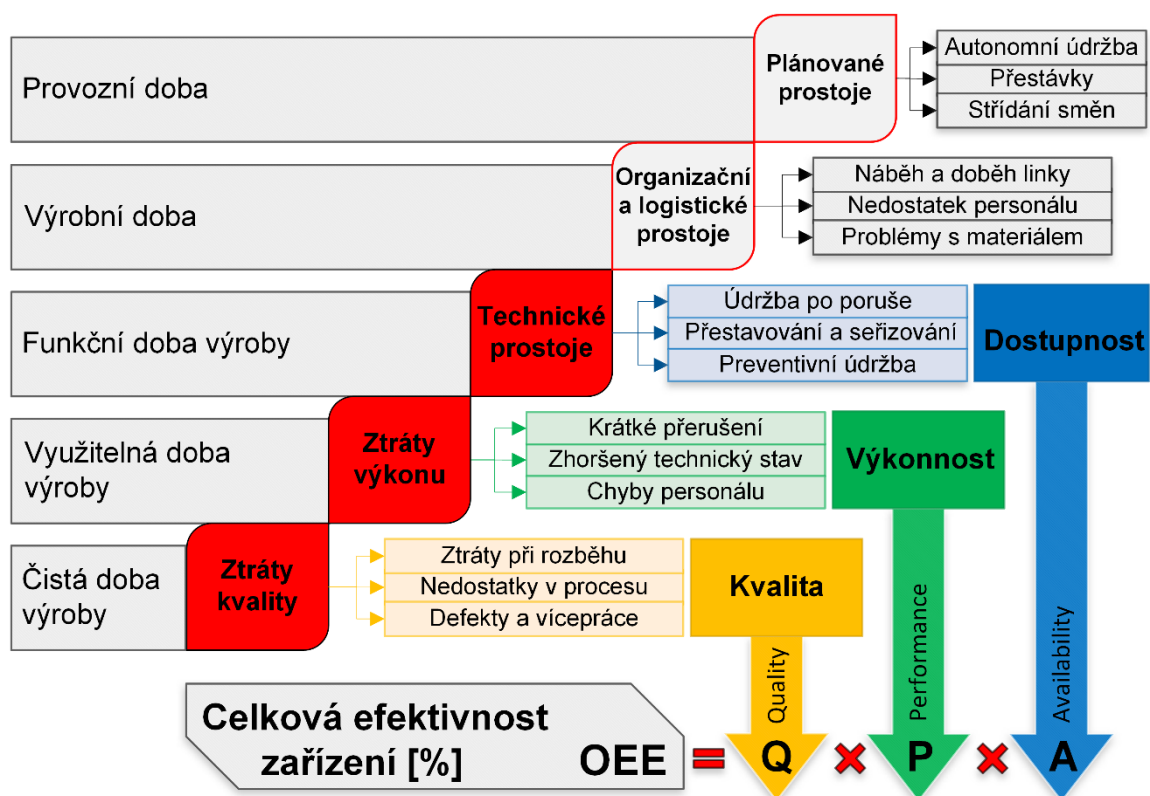 Provozní doba
Plánované
prostoje
Autonomní údržba
Přestávky
Střídání směn
Výrobní doba
Organizační
a logistické
prostoje
Náběh a doběh linky
Nedostatek personálu
Problémy s materiálem
Funkční doba výroby
Technické
prostoje
Údržba po poruše
Přestavování a seřizování
Preventivní údržba
Dostupnost
Využitelná doba
výroby
Ztráty
výkonu
Krátké přerušení
Zhoršený technický stav
Chyby personálu
Výkonnost
Čistá doba
výroby
Ztráty
kvality
Ztráty při rozběhu
Nedostatky v procesu
Defekty a vícepráce
Kvalita
Quality
Performance
Availability
Celková efektivnost
zařízení [%]
OEE = Q × P × A